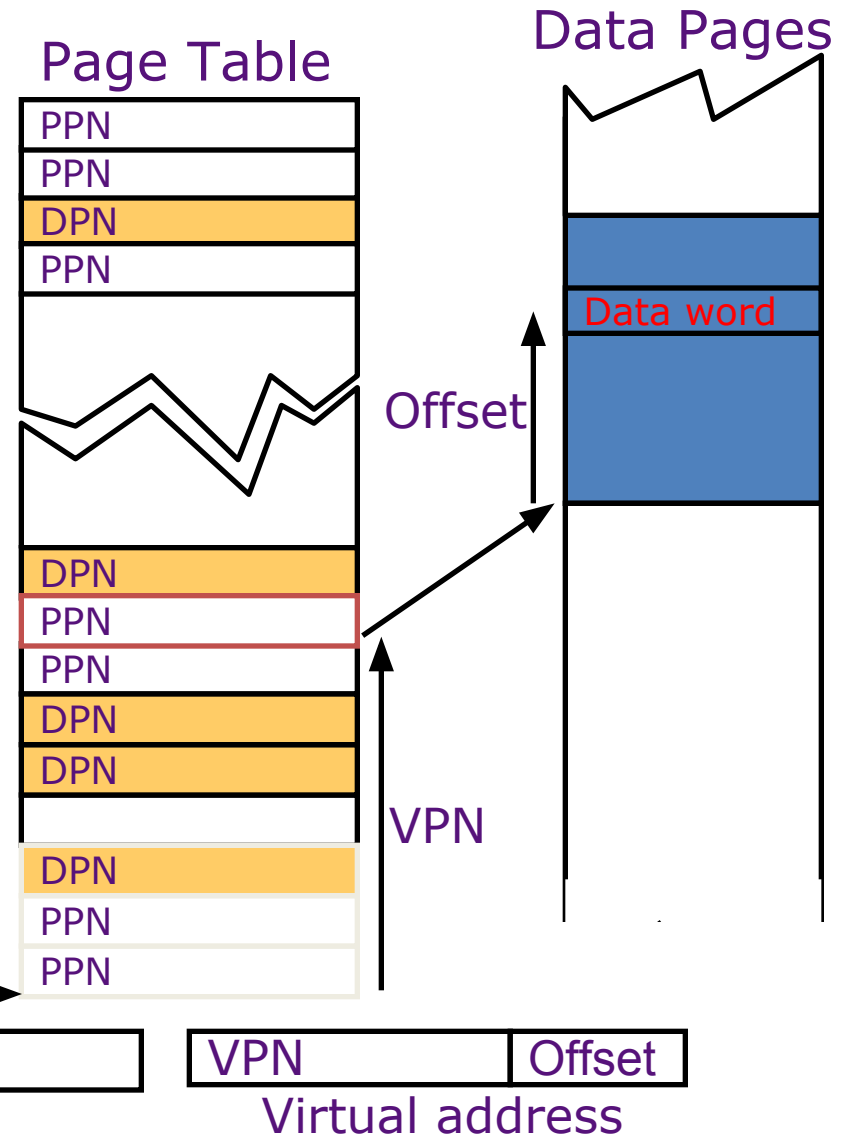 Data Pages
Page Table
PPN
PPN
DPN
PPN
Data word
Offset
DPN
PPN
PPN
DPN
DPN
VPN
DPN
PPN
PPN
VPN
Offset
Virtual address